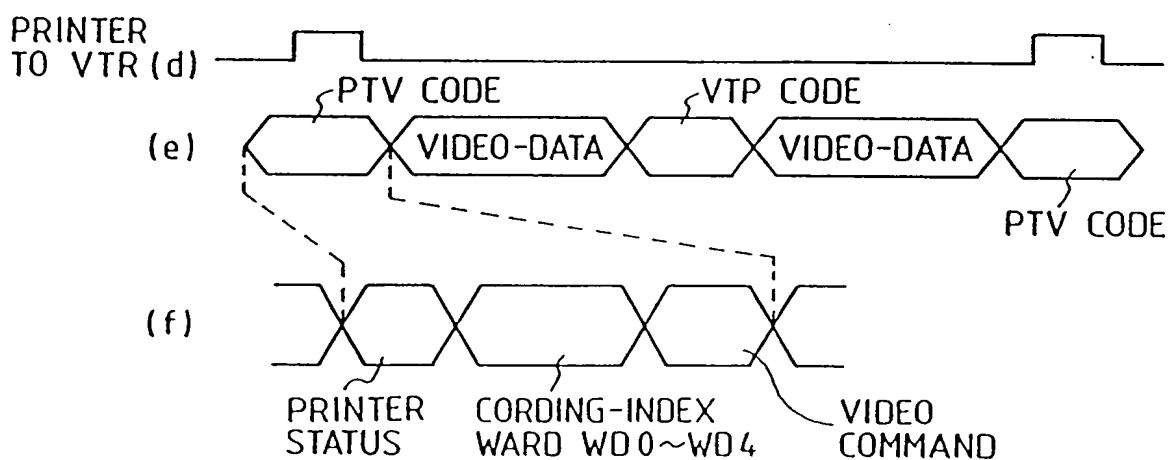 PRINTER
TO VTR (d)
PTV CODE
VTP CODE
(e)
VIDEO-DATA
VIDEO-DATA
PTV CODE
(f)
PRINTER
STATUS
CORDING-INDEX
WARD WD0~WD4
VIDEO
COMMAND